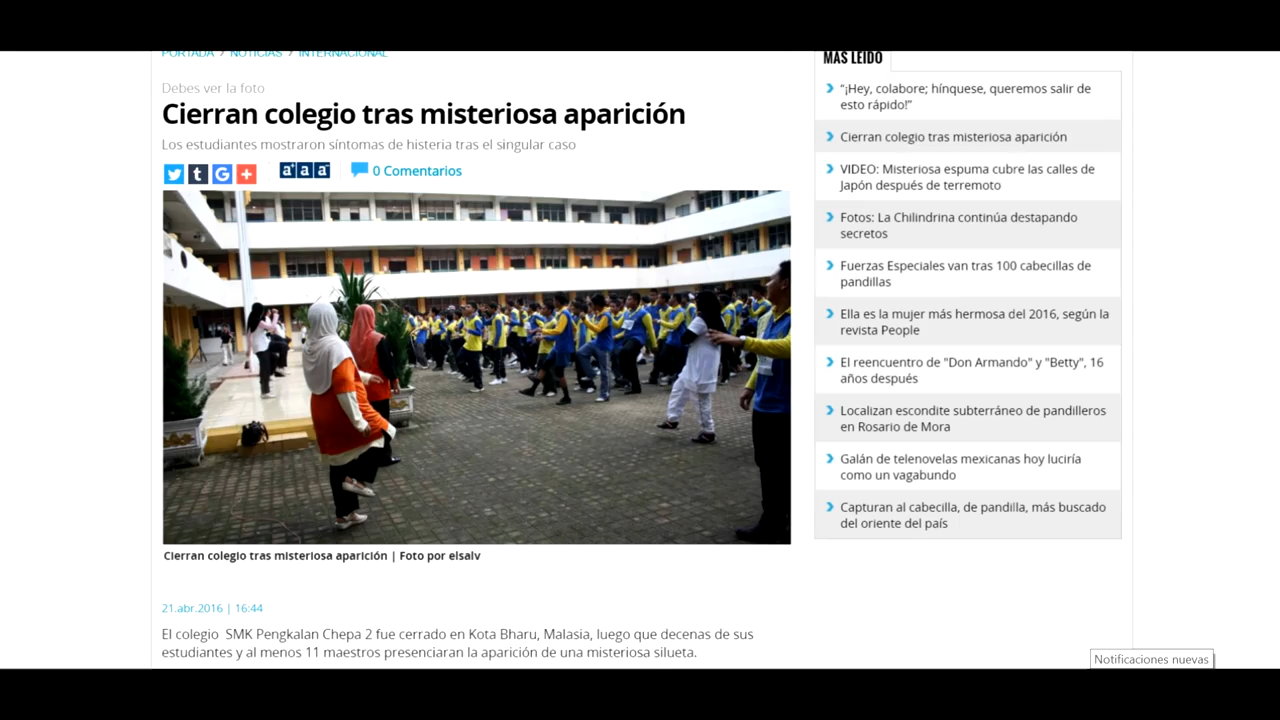 PORTADA > NOTICIAS > INTERNACIONAL
Debes ver la foto
Cierran colegio tras misteriosa aparición
Los estudiantes mostraron síntomas de histeria tras el singular caso
t G + a+ a a- 0 Comentarios
Cierran colegio tras misteriosa aparición | Foto por elsalv
21.abr.2016 | 16:44
El colegio SMK Pengkalan Chepa 2 fue cerrado en Kota Bharu, Malasia, luego que decenas de sus
estudiantes y al menos 11 maestros presenciaran la aparición de una misteriosa silueta.
MÁS LEÍDO
“¡Hey, colabore; hínquese, queremos salir de
esto rápido!”
Cierran colegio tras misteriosa aparición
VIDEO: Misteriosa espuma cubre las calles de
Japón después de terremoto
Fotos: La Chilindrina continúa destapando
secretos
Fuerzas Especiales van tras 100 cabecillas de
pandillas
Ella es la mujer más hermosa del 2016, según la
revista People
El reencuentro de "Don Armando" y "Betty", 16
años después
Localizan escondite subterráneo de pandilleros
en Rosario de Mora
Galán de telenovelas mexicanas hoy luciría
como un vagabundo
Capturan al cabecilla, de pandilla, más buscado
del oriente del país
Notificaciones nuevas